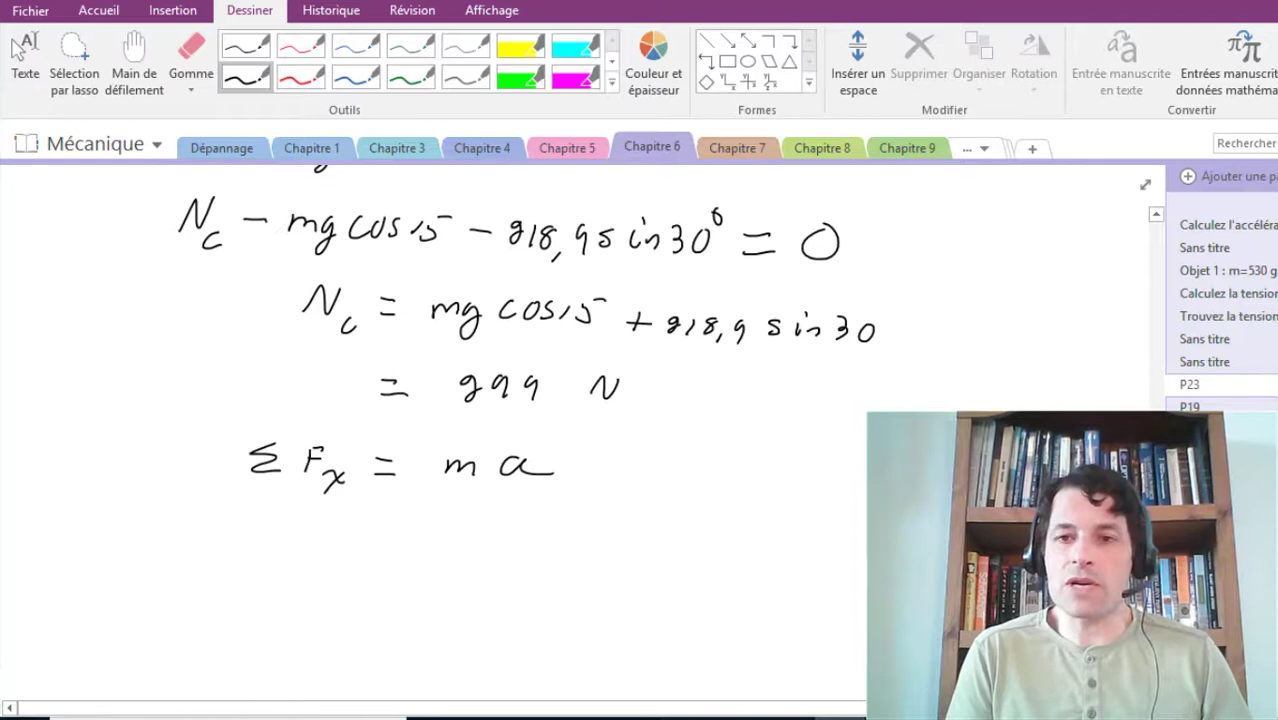 Fichier Accueil Insertion Dessiner Historique Révision Affichage
Texte Sélection par lasso Main de défilement Gomme Couleur et épaisseur Insérer un espace Supprimer Organiser Rotation Entrée manuscrite en texte Entrées manuscrit données mathéma
Outils Formes Modifier Convertir
Mécanique Dépannage Chapitre 1 Chapitre 3 Chapitre 4 Chapitre 5 Chapitre 6 Chapitre 7 Chapitre 8 Chapitre 9 ... Rechercher
Ajouter une pa
Calculez l'accéléra
Sans titre
Objet 1 : m=530 g
Calculez la tension
Trouvez la tension
Sans titre
Sans titre
P23
P19
N_c - mg cos 15 - 918,9 sin 30° = 0
N_c = mg cos 15 + 918,9 sin 30
= 999 N
Σ F_x = m a